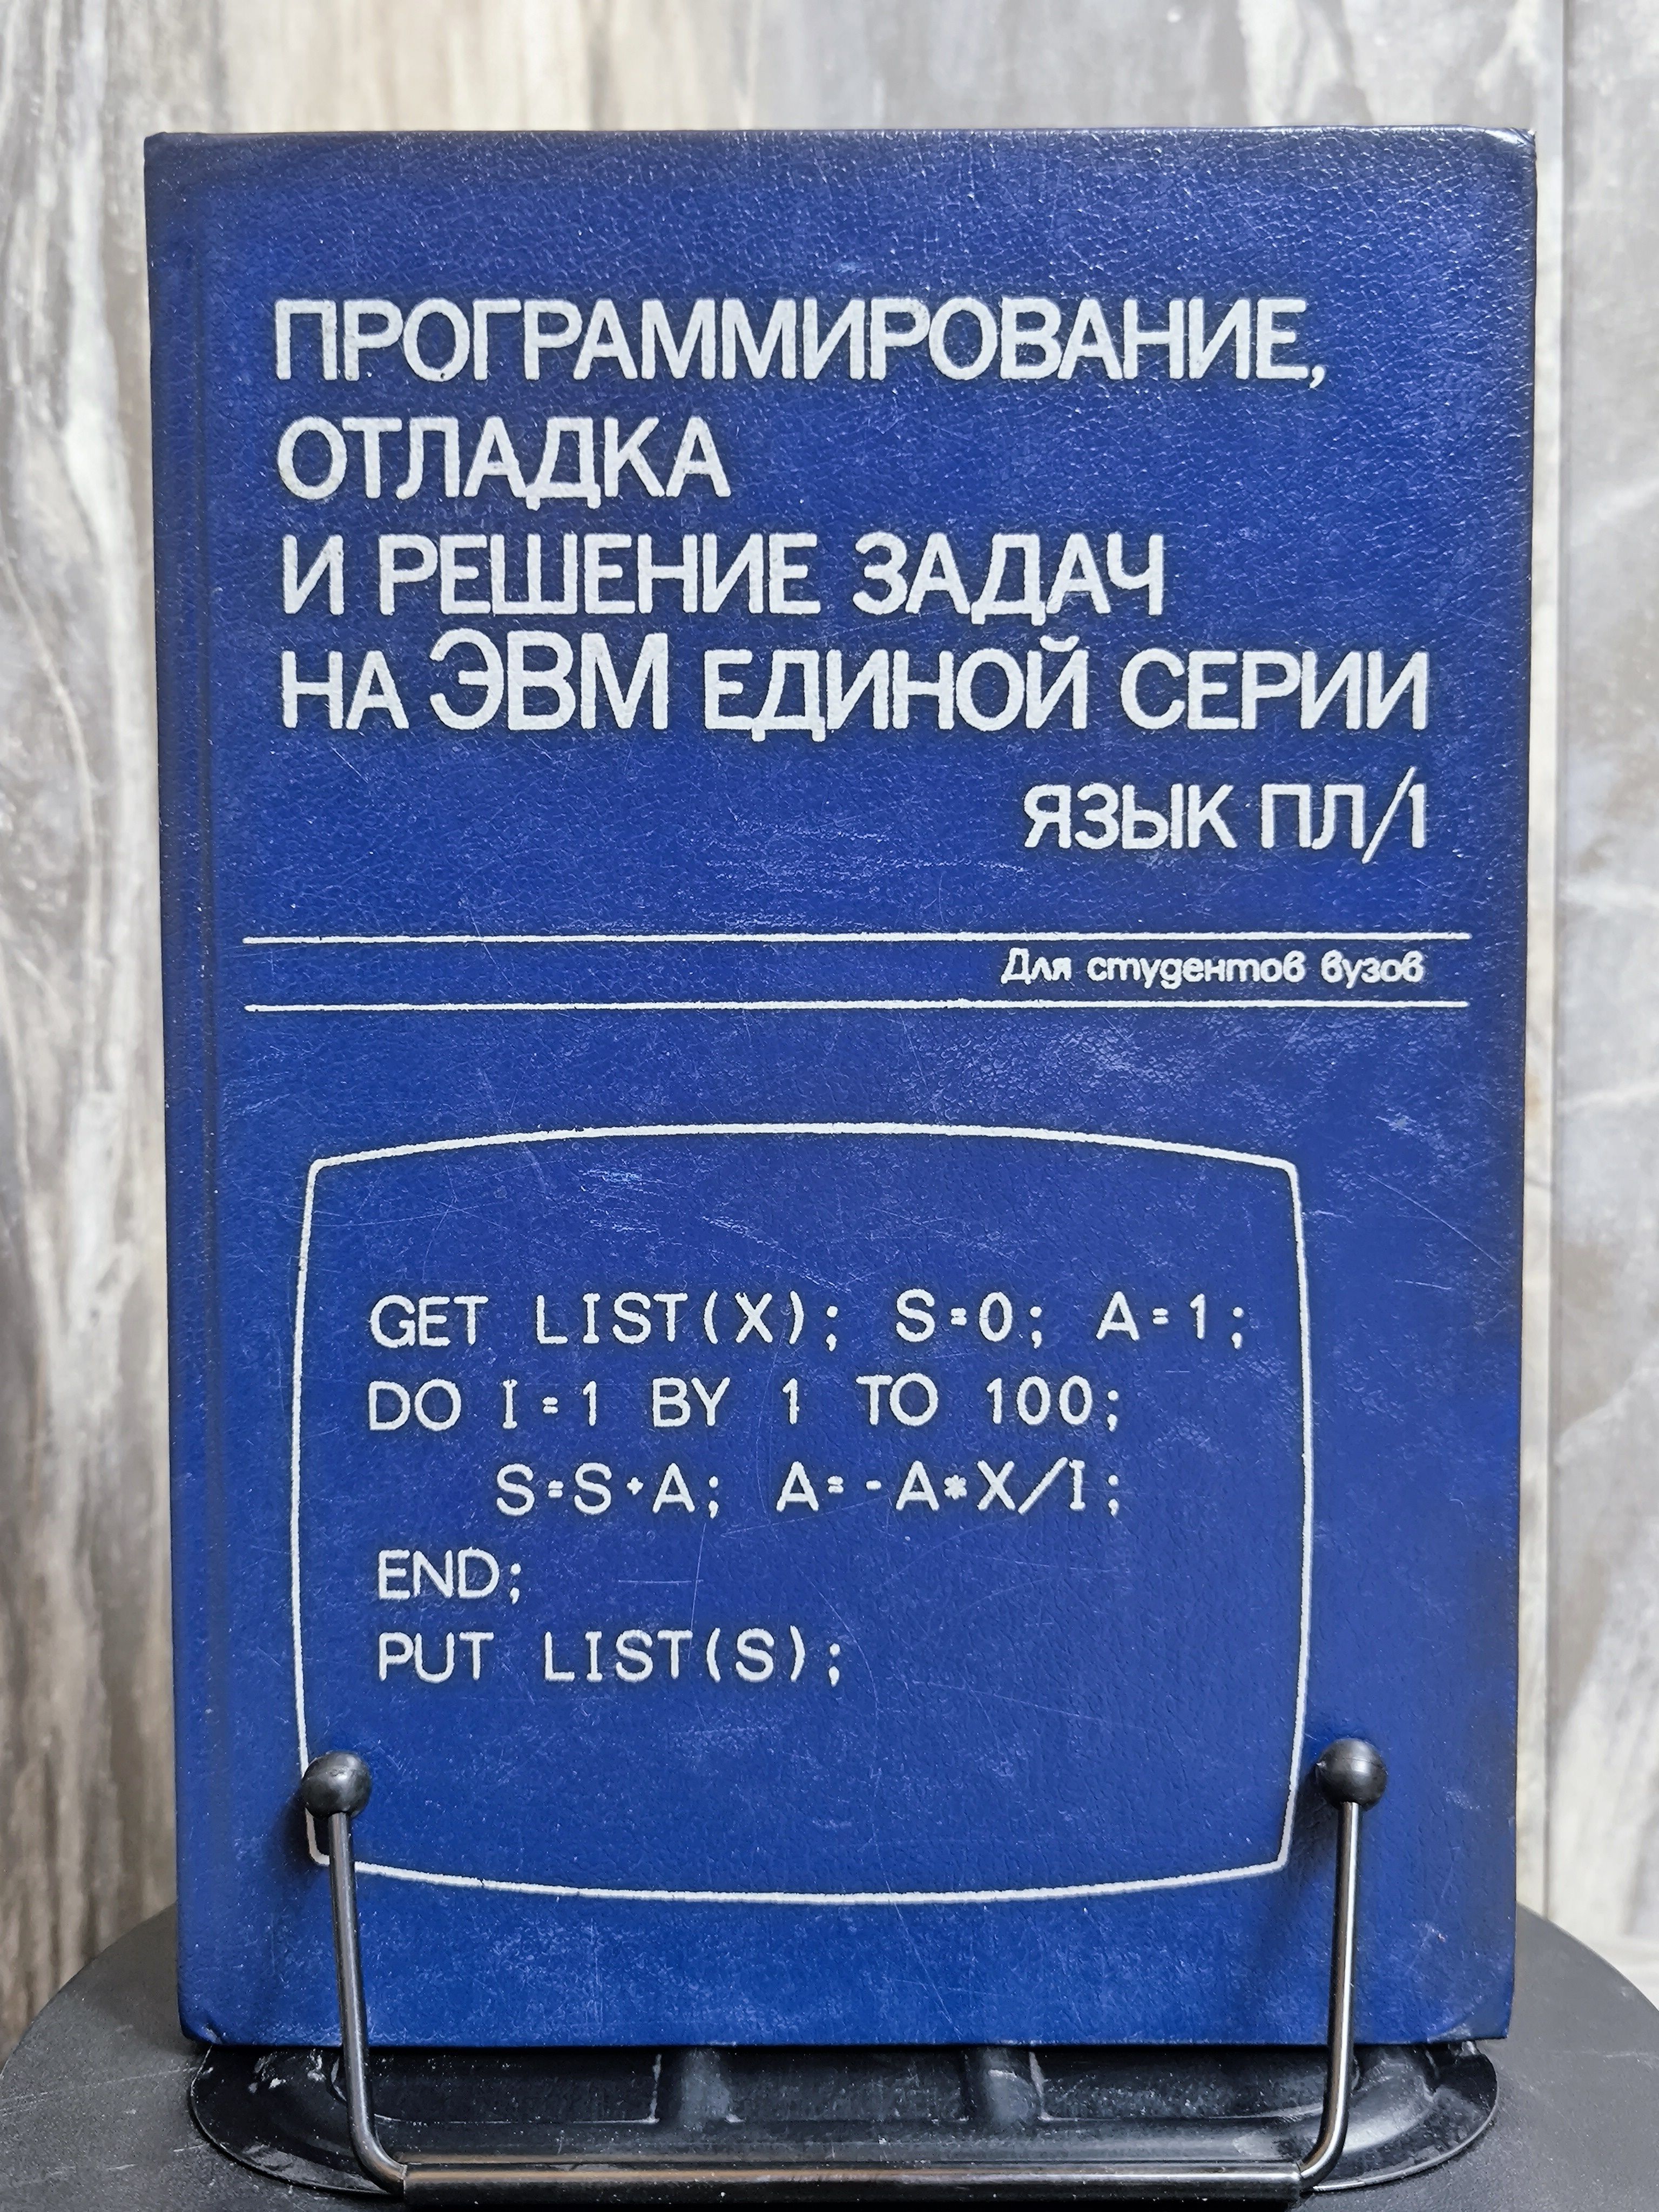 ПРОГРАММИРОВАНИЕ,
ОТЛАДКА
И РЕШЕНИЕ ЗАДАЧ
НА ЭВМ ЕДИНОЙ СЕРИИ
ЯЗЫК ПЛ/1
Для студентов вузов
GET LIST(X); S=0; A=1;
DO I=1 BY 1 TO 100;
S=S+A; A=-A*X/I;
END;
PUT LIST(S);